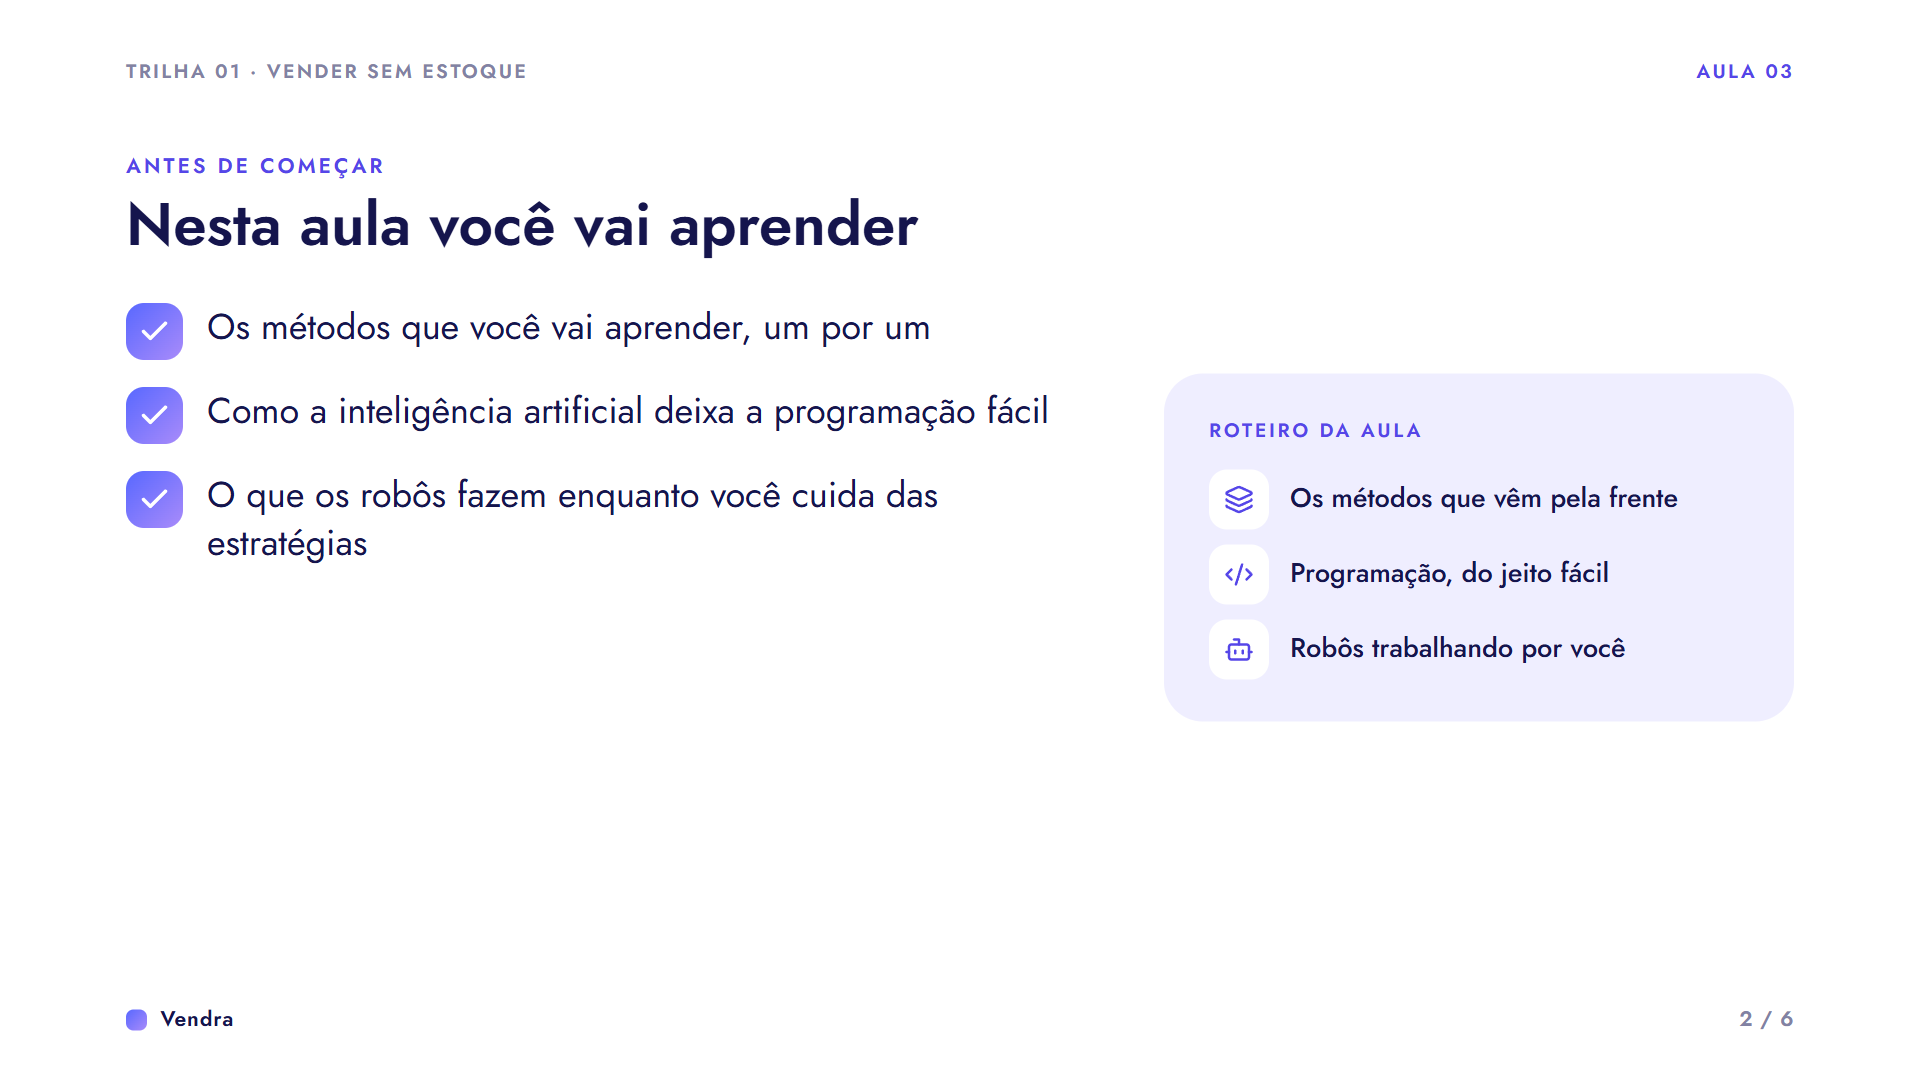 TRILHA 01 · VENDER SEM ESTOQUE
AULA 03
ANTES DE COMEÇAR
Nesta aula você vai aprender
Os métodos que você vai aprender, um por um
Como a inteligência artificial deixa a programação fácil
O que os robôs fazem enquanto você cuida das
estratégias
ROTEIRO DA AULA
Os métodos que vêm pela frente
Programação, do jeito fácil
Robôs trabalhando por você
Vendra
2 / 6